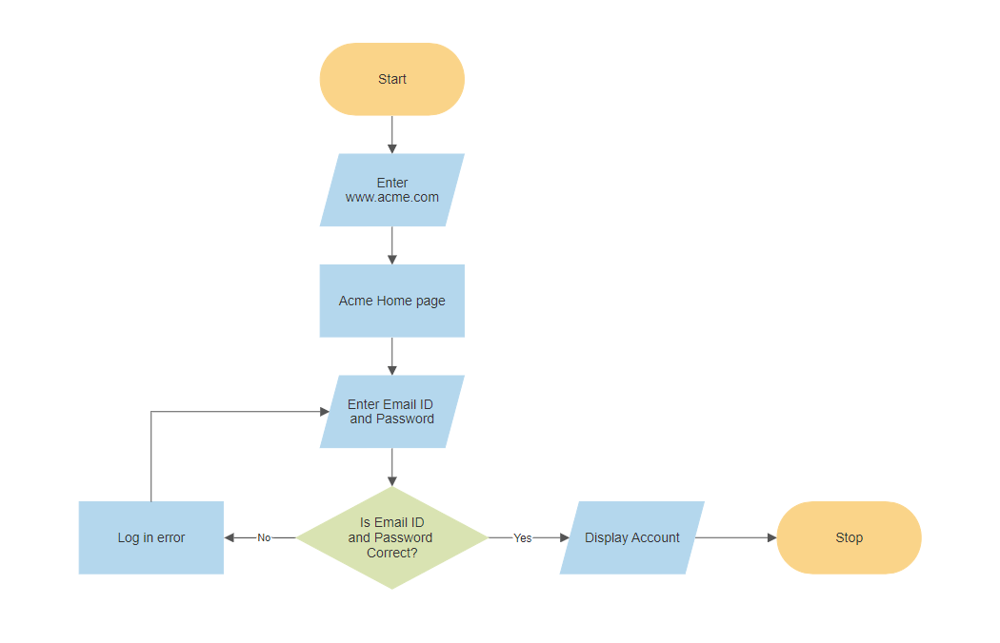 Start
Enter
www.acme.com
Acme Home page
Enter Email ID
and Password
Is Email ID
and Password
Correct?
No
Log in error
Yes
Display Account
Stop